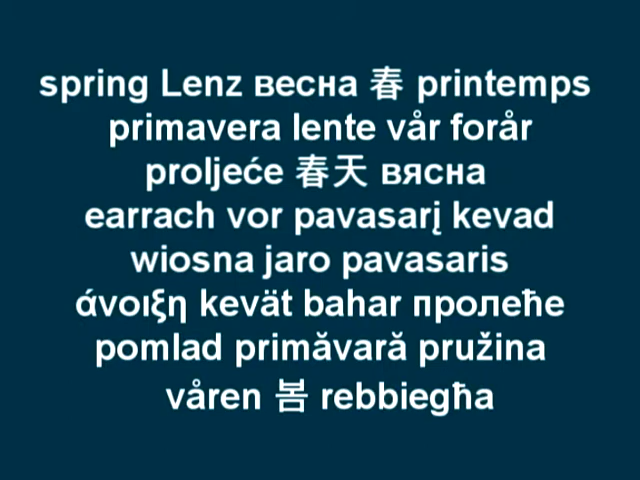 spring Lenz весна 春 printemps
primavera lente vår forår
proljeće 春天 вясна
earrach vor pavasarį kevad
wiosna jaro pavasaris
άνοιξη kevät bahar пролеће
pomlad primăvară pružina
våren 봄 rebbiegħa